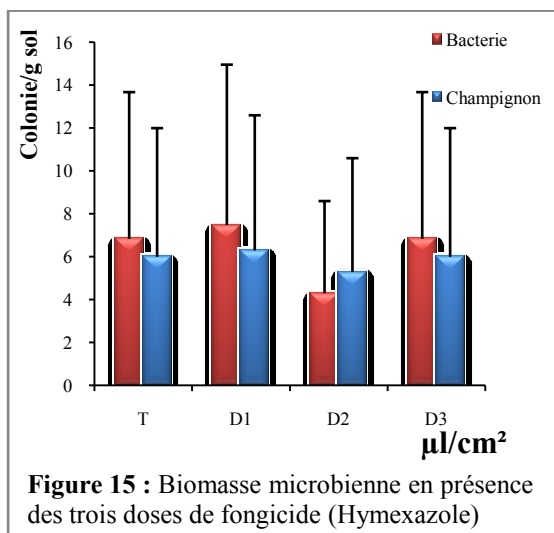 Colonie/g sol
16
14
12
10
8
6
4
2
0
Bacterie
Champignon
T D1 D2 D3
µl/cm²
Figure 15 : Biomasse microbienne en présence
des trois doses de fongicide (Hymexazole)